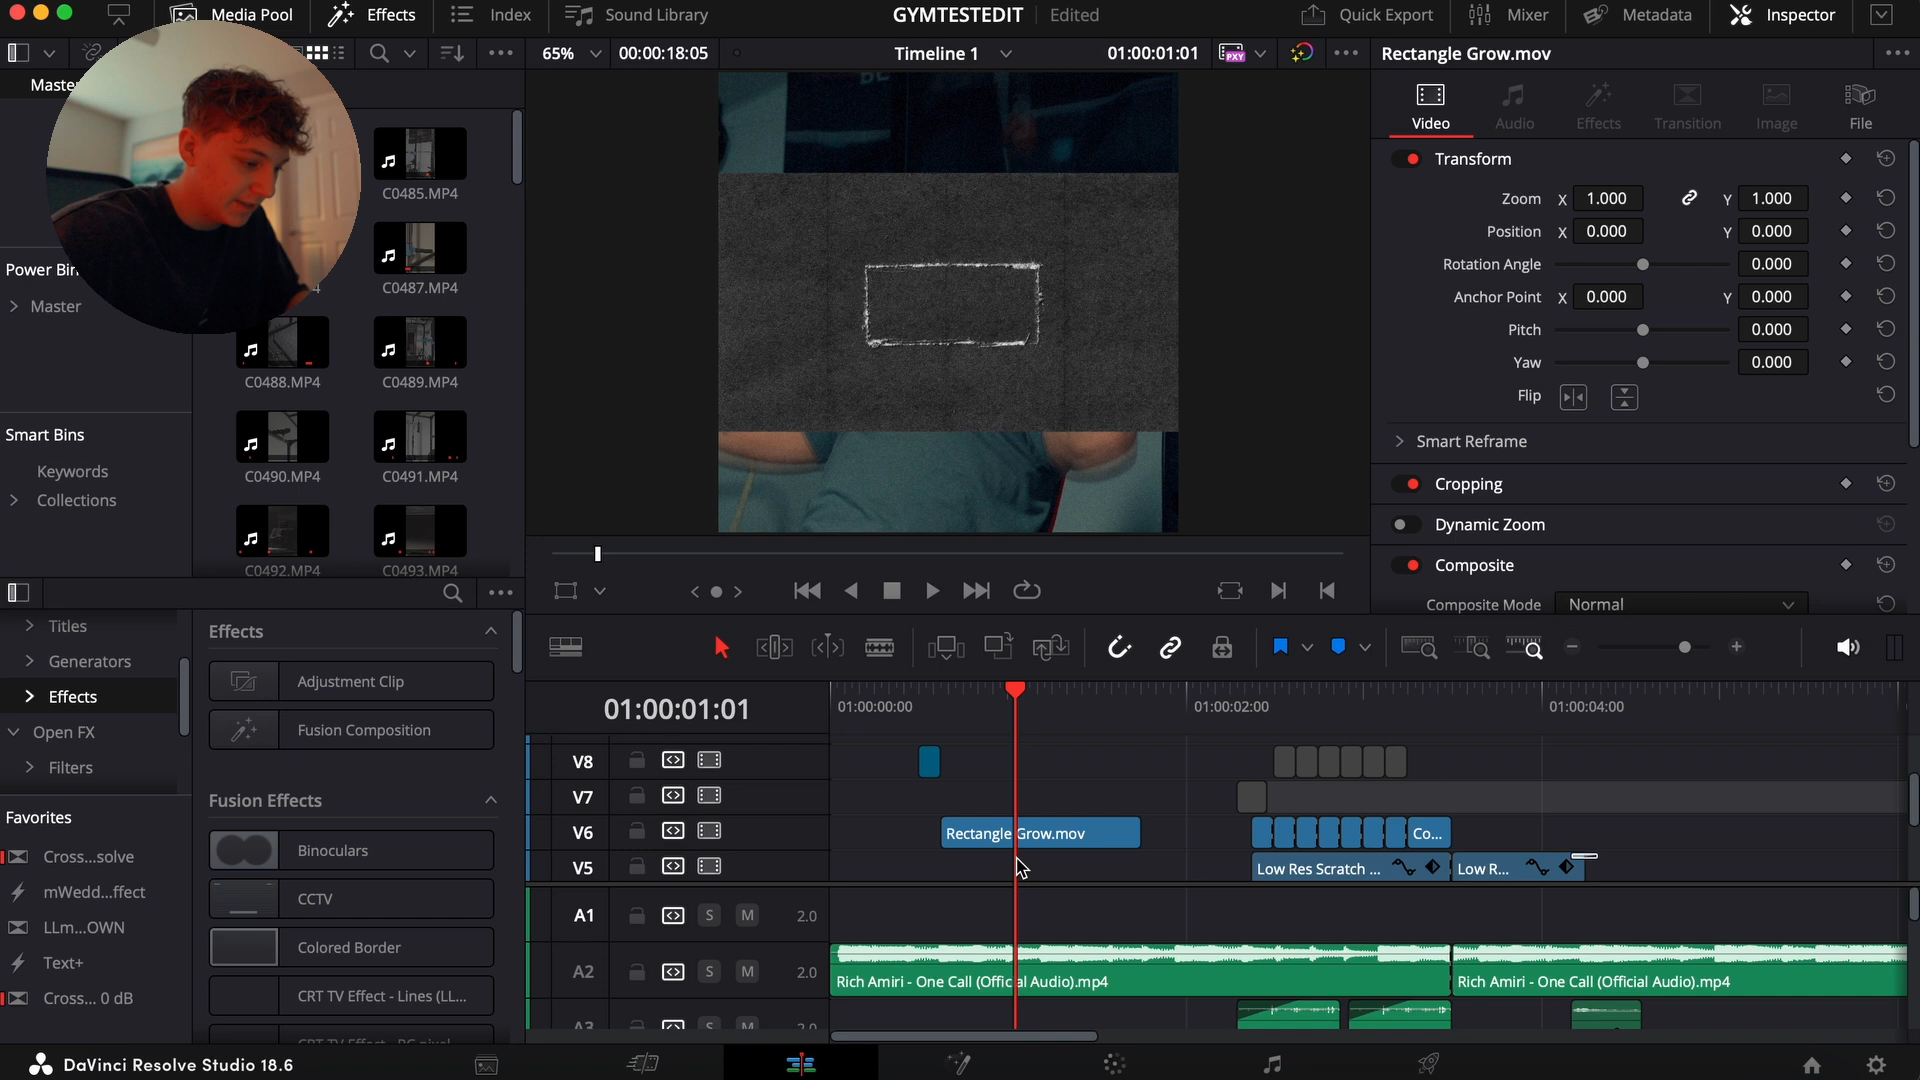 Media Pool
Effects
Index
Sound Library
GYMTESTEDIT
Edited
Quick Export
Mixer
Metadata
Inspector
65%
00:00:18:05
Timeline 1
01:00:01:01
PXY
Rectangle Grow.mov
Video
Audio
Effects
Transition
Image
File
Transform
Zoom X 1.000 Y 1.000
Position X 0.000 Y 0.000
Rotation Angle 0.000
Anchor Point X 0.000 Y 0.000
Pitch 0.000
Yaw 0.000
Flip
Smart Reframe
Cropping
Dynamic Zoom
Composite
Composite Mode Normal
Power Bin
Master
Smart Bins
Keywords
Collections
C0485.MP4
C0487.MP4
C0488.MP4
C0489.MP4
C0490.MP4
C0491.MP4
C0492.MP4
C0493.MP4
Titles
Generators
Effects
Open FX
Filters
Favorites
Cross...solve
mWedd...ffect
LLm...OWN
Text+
Cross... 0 dB
Effects
Adjustment Clip
Fusion Composition
Fusion Effects
Binoculars
CCTV
Colored Border
CRT TV Effect - Lines (LL...
01:00:01:01
01:00:00:00
01:00:02:00
01:00:04:00
V8
V7
V6
Rectangle Grow.mov
Co...
V5
Low Res Scratch ...
Low R...
A1 S M 2.0
A2 S M 2.0
Rich Amiri - One Call (Official Audio).mp4
Rich Amiri - One Call (Official Audio).mp4
A3 S M 2.0
DaVinci Resolve Studio 18.6